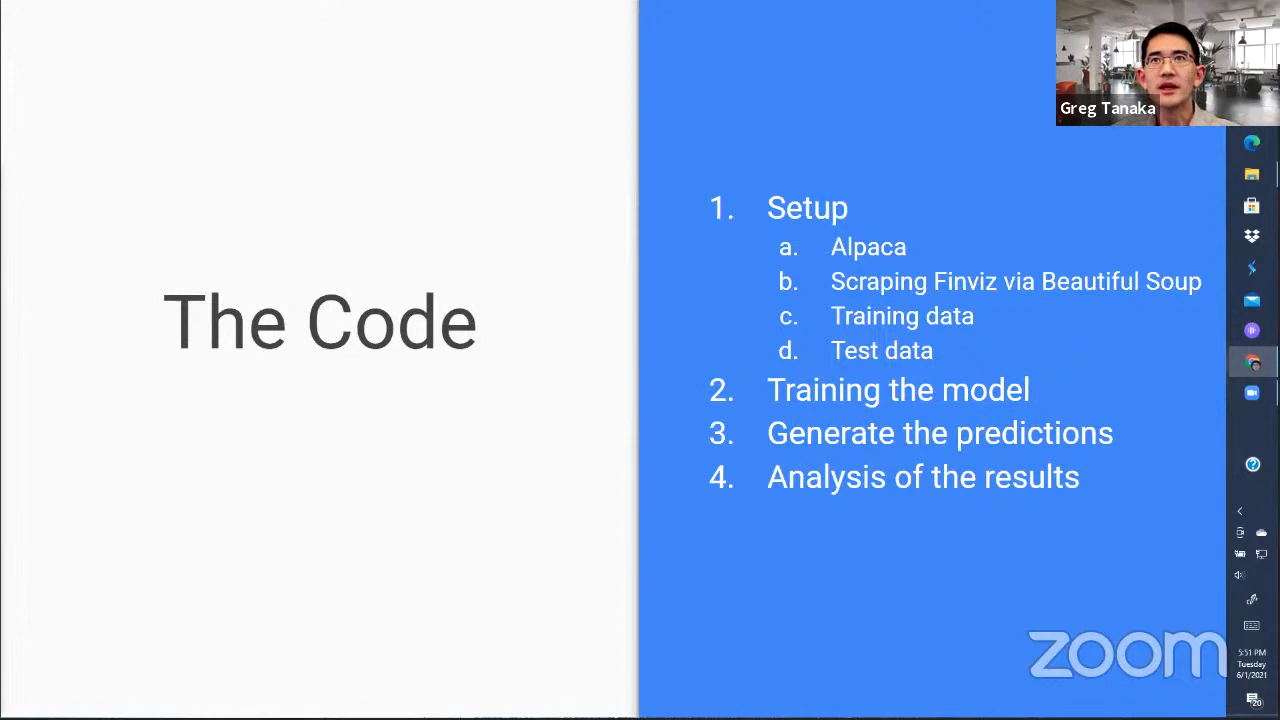 Greg Tanaka
The Code
1. Setup
a. Alpaca
b. Scraping Finviz via Beautiful Soup
c. Training data
d. Test data
2. Training the model
3. Generate the predictions
4. Analysis of the results
zoom
5:51 PM
Tuesday
6/1/2021
20